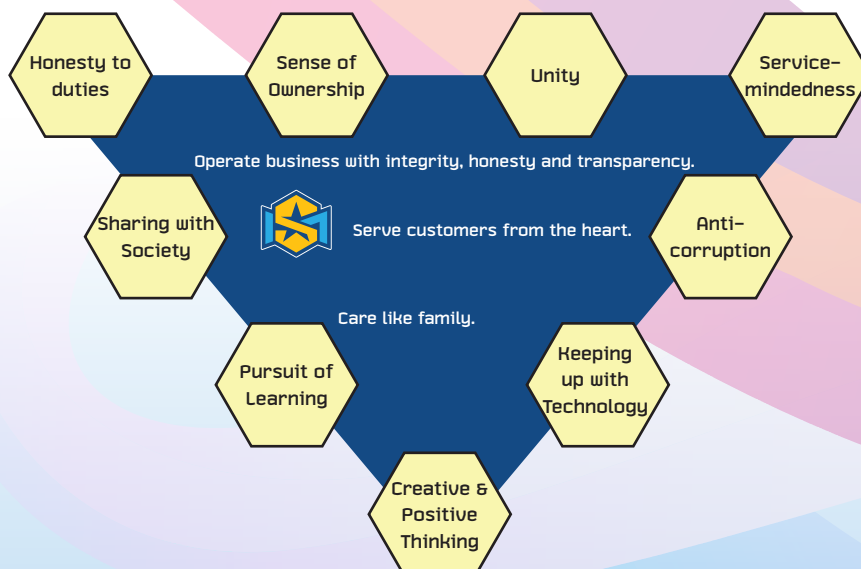 Honesty to
duties
Sense of
Ownership
Unity
Service-
mindedness
Operate business with integrity, honesty and transparency.
Sharing with
Society
Serve customers from the heart.
Anti-
corruption
Care like family.
Pursuit of
Learning
Keeping
up with
Technology
Creative &
Positive
Thinking